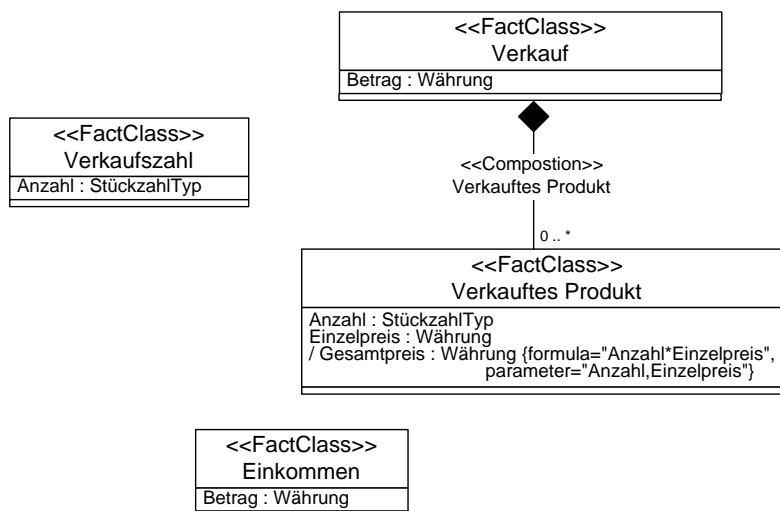 <<FactClass>>
Verkauf
Betrag : Währung
<<FactClass>>
Verkaufszahl
Anzahl : StückzahlTyp
<<Compostion>>
Verkauftes Produkt
0 .. *
<<FactClass>>
Verkauftes Produkt
Anzahl : StückzahlTyp
Einzelpreis : Währung
/ Gesamtpreis : Währung {formula="Anzahl*Einzelpreis",
parameter="Anzahl,Einzelpreis"}
<<FactClass>>
Einkommen
Betrag : Währung